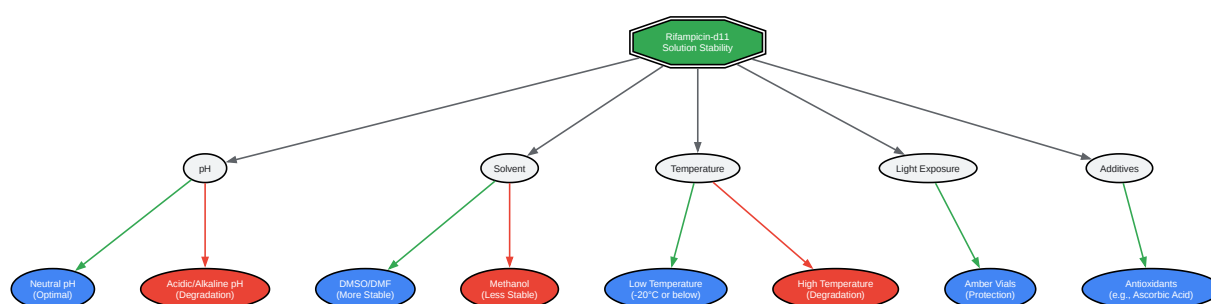 Rifampicin-d11
Solution Stability
pH
Solvent
Temperature
Light Exposure
Additives
Neutral pH
(Optimal)
Acidic/Alkaline pH
(Degradation)
DMSO/DMF
(More Stable)
Methanol
(Less Stable)
Low Temperature
(-20°C or below)
High Temperature
(Degradation)
Amber Vials
(Protection)
Antioxidants
(e.g., Ascorbic Acid)